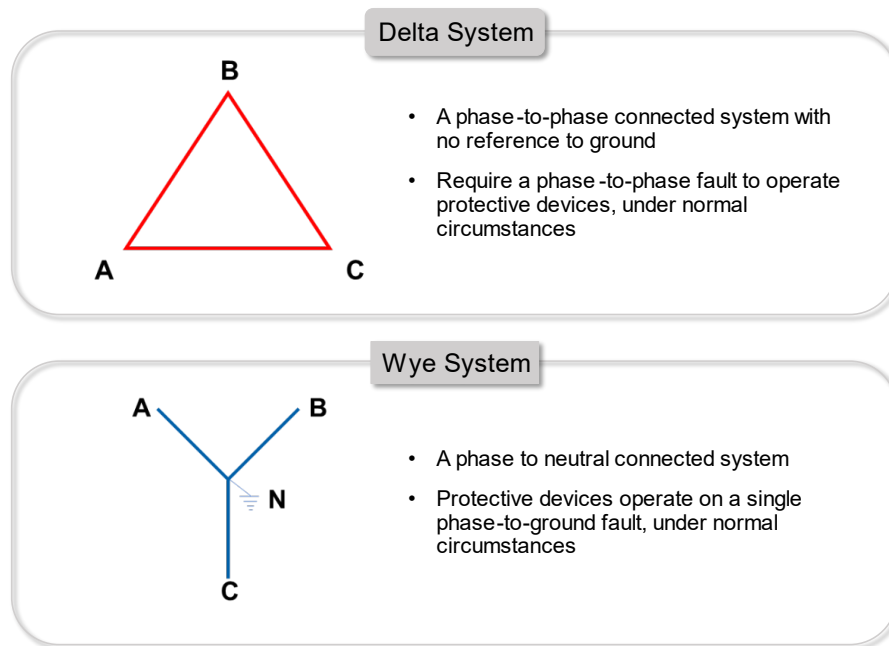 Delta System
B
A
C
• A phase-to-phase connected system with
no reference to ground
• Require a phase-to-phase fault to operate
protective devices, under normal
circumstances
Wye System
A
B
N
C
• A phase to neutral connected system
• Protective devices operate on a single
phase-to-ground fault, under normal
circumstances